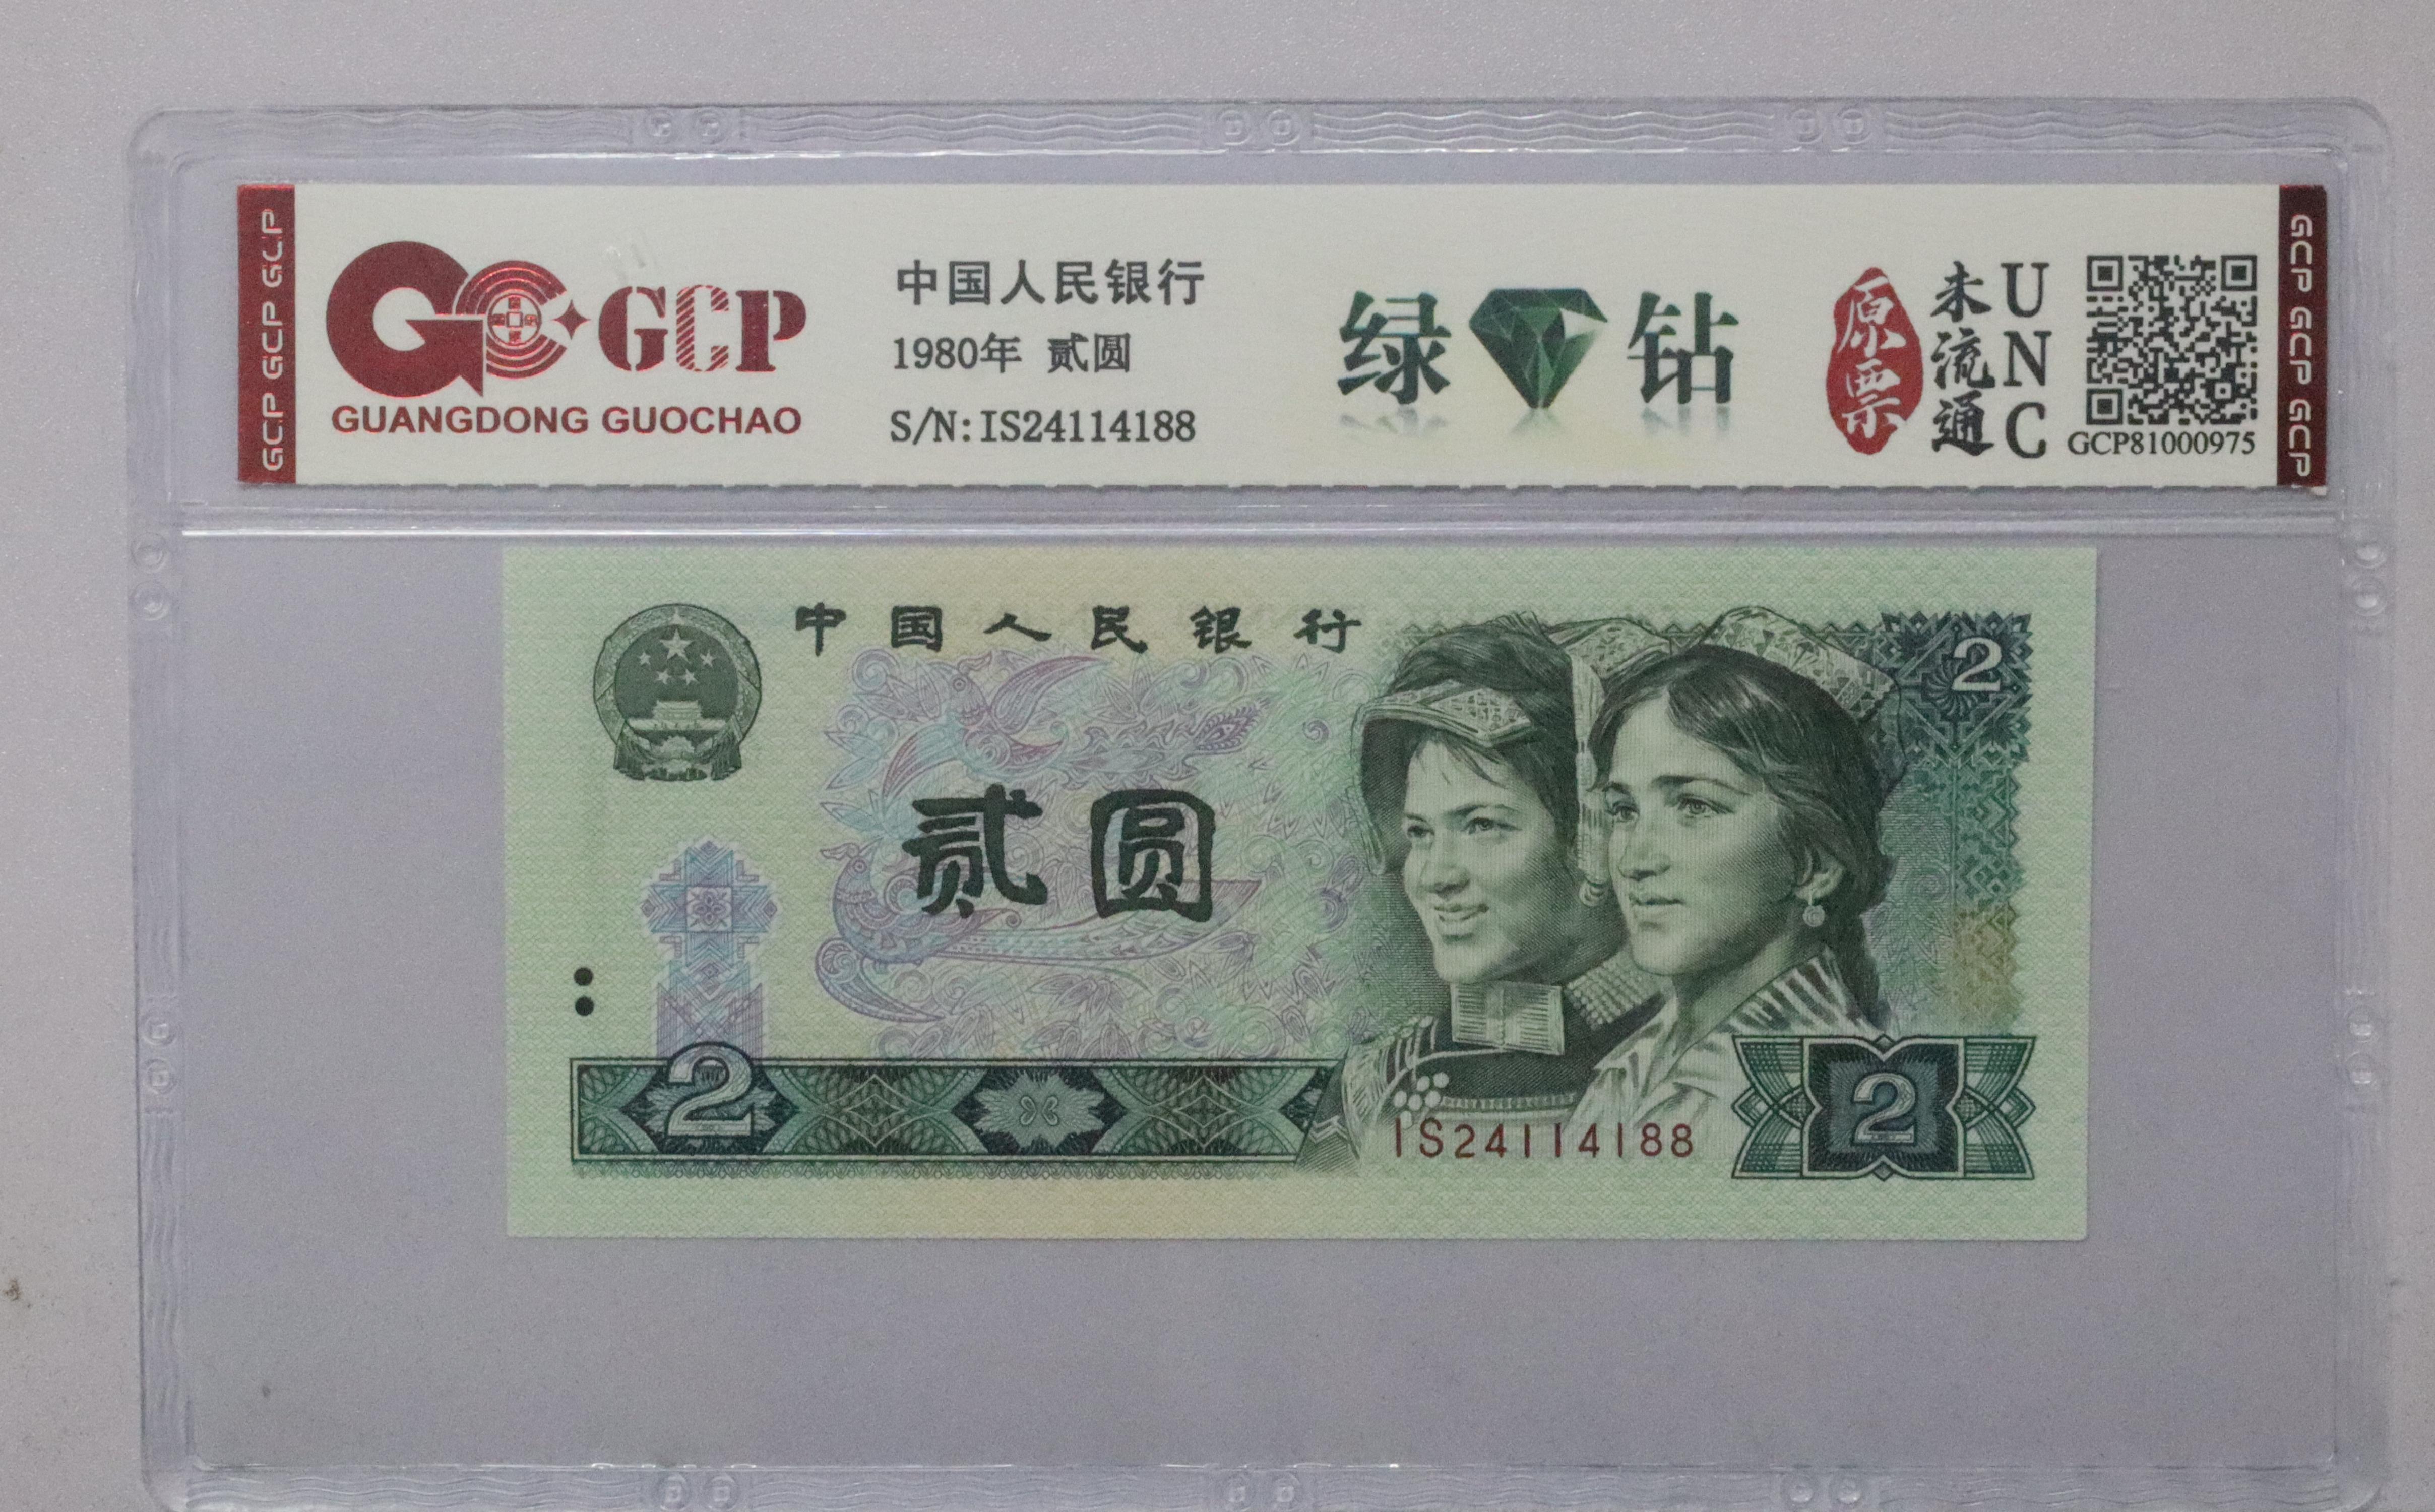 GCP GCP GCP
GCP
GUANGDONG GUOCHAO
中国人民银行
1980年 贰圆
S/N:IS24114188
绿钻
原票
未流通
UNC
GCP81000975
GCP GCP GCP
中国人民银行
2
贰圆
2
IS24114188
2